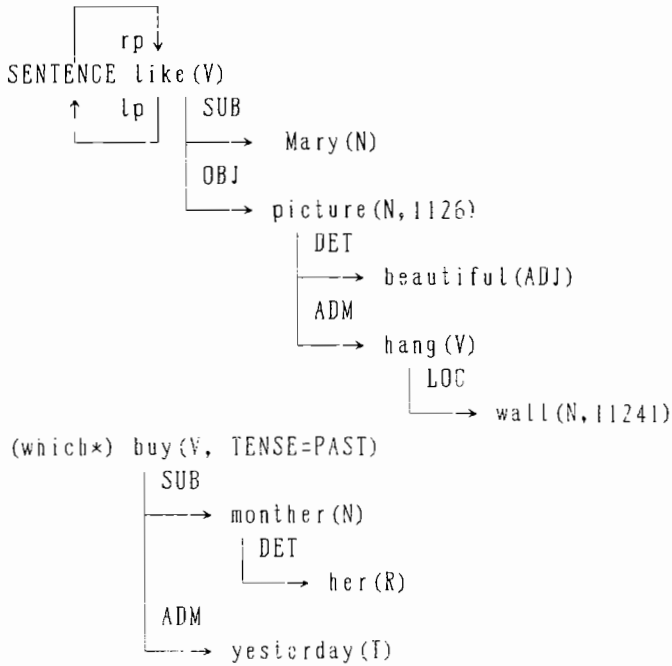 rp
SENTENCE like(V)
lp SUB
Mary(N)
OBJ
picture(N,1126)
DET
beautiful(ADJ)
ADM
hang(V)
LOC
wall(N,11241)
(which*) buy(V, TENSE=PAST)
SUB
monther(N)
DET
her(R)
ADM
yesterday(T)